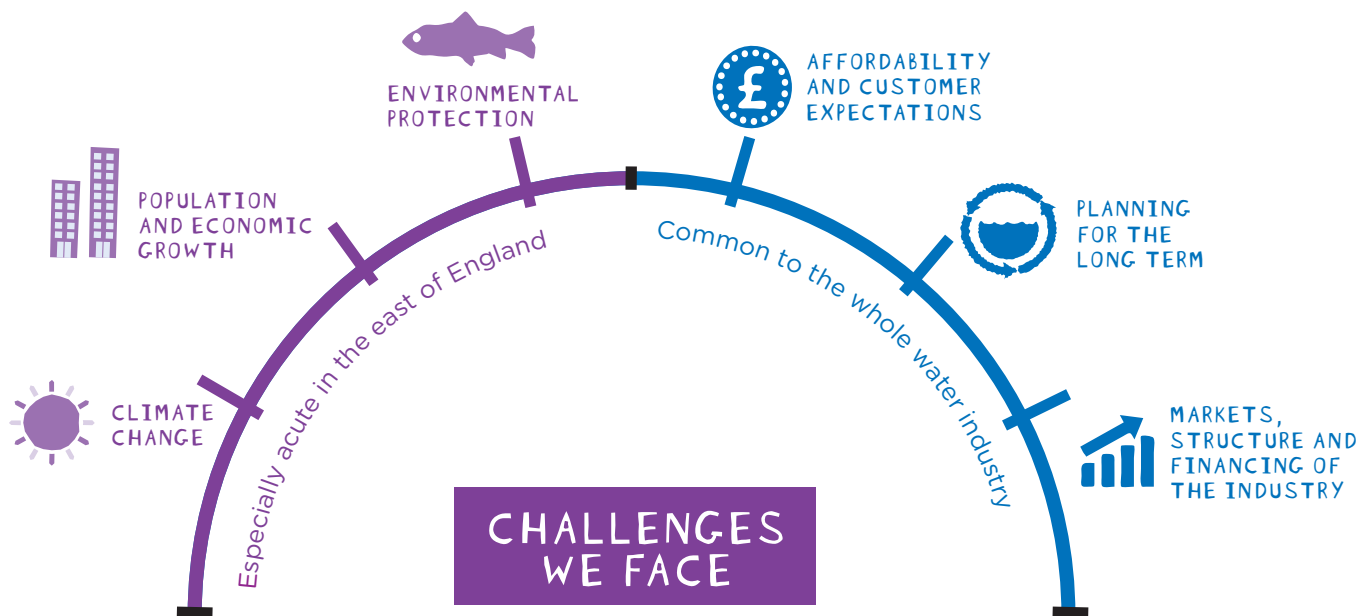 ENVIRONMENTAL
PROTECTION
AFFORDABILITY
AND CUSTOMER
EXPECTATIONS
POPULATION
AND ECONOMIC
GROWTH
PLANNING
FOR THE
LONG TERM
CLIMATE
CHANGE
MARKETS,
STRUCTURE AND
FINANCING OF
THE INDUSTRY
Especially acute in the east of England
Common to the whole water industry
£
CHALLENGES
WE FACE